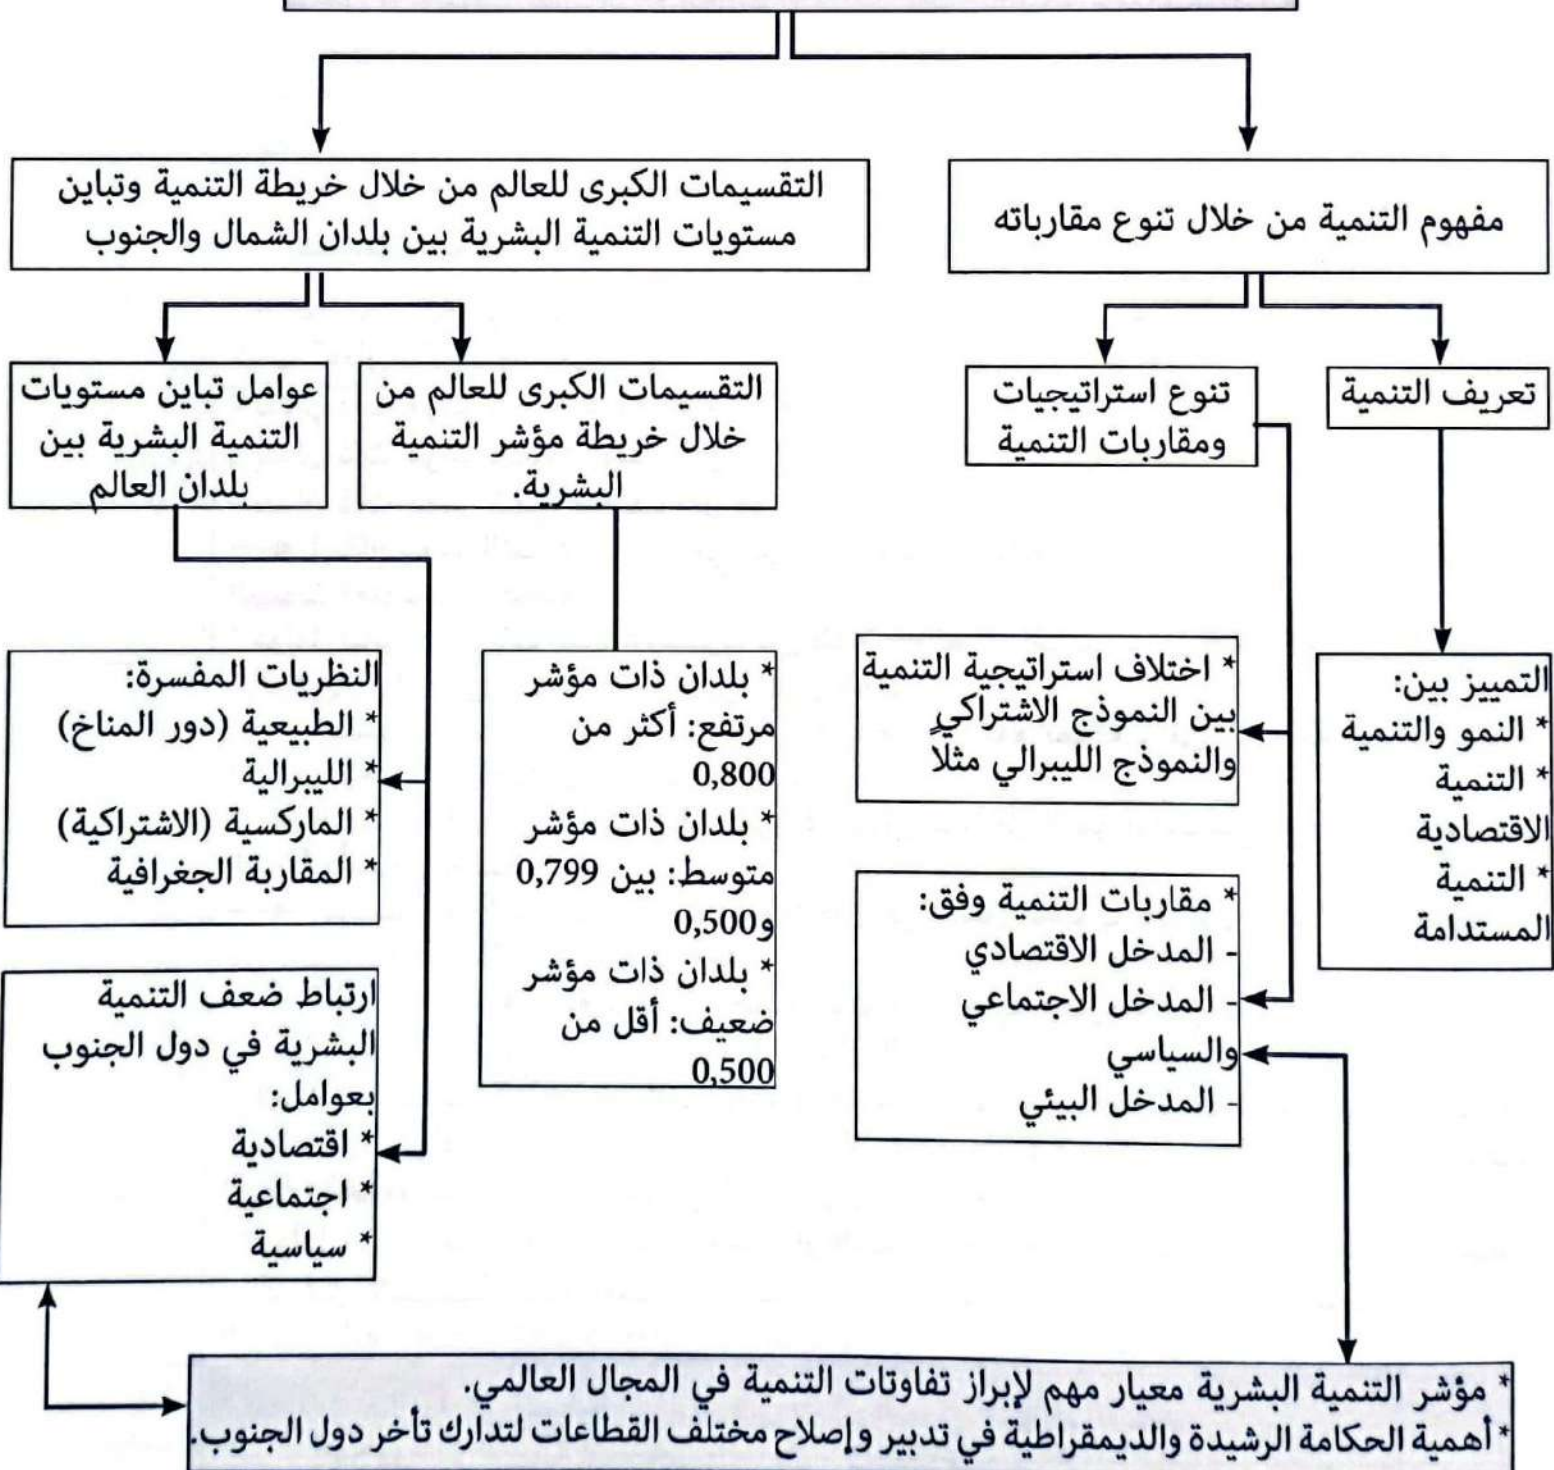 مفهوم التنمية من خلال تنوع مقارباته
التقسيمات الكبرى للعالم من خلال خريطة التنمية وتباين
مستويات التنمية البشرية بين بلدان الشمال والجنوب
تعريف التنمية
تنوع استراتيجيات
ومقاربات التنمية
التقسيمات الكبرى للعالم من
خلال خريطة مؤشر التنمية
البشرية.
عوامل تباين مستويات
التنمية البشرية بين
بلدان العالم
التمييز بين:
* النمو والتنمية
* التنمية
الاقتصادية
* التنمية
المستدامة
* اختلاف استراتيجية التنمية
بين النموذج الاشتراكي
والنموذج الليبرالي مثلًا
* مقاربات التنمية وفق:
- المدخل الاقتصادي
- المدخل الاجتماعي
والسياسي
- المدخل البيئي
* بلدان ذات مؤشر
مرتفع: أكثر من
0,800
* بلدان ذات مؤشر
متوسط: بين 0,799
و0,500
* بلدان ذات مؤشر
ضعيف: أقل من
0,500
النظريات المفسرة:
* الطبيعية (دور المناخ)
* الليبرالية
* الماركسية (الاشتراكية)
* المقاربة الجغرافية
ارتباط ضعف التنمية
البشرية في دول الجنوب
بعوامل:
* اقتصادية
* اجتماعية
* سياسية
* مؤشر التنمية البشرية معيار مهم لإبراز تفاوتات التنمية في المجال العالمي.
* أهمية الحكامة الرشيدة والديمقراطية في تدبير وإصلاح مختلف القطاعات لتدارك تأخر دول الجنوب.